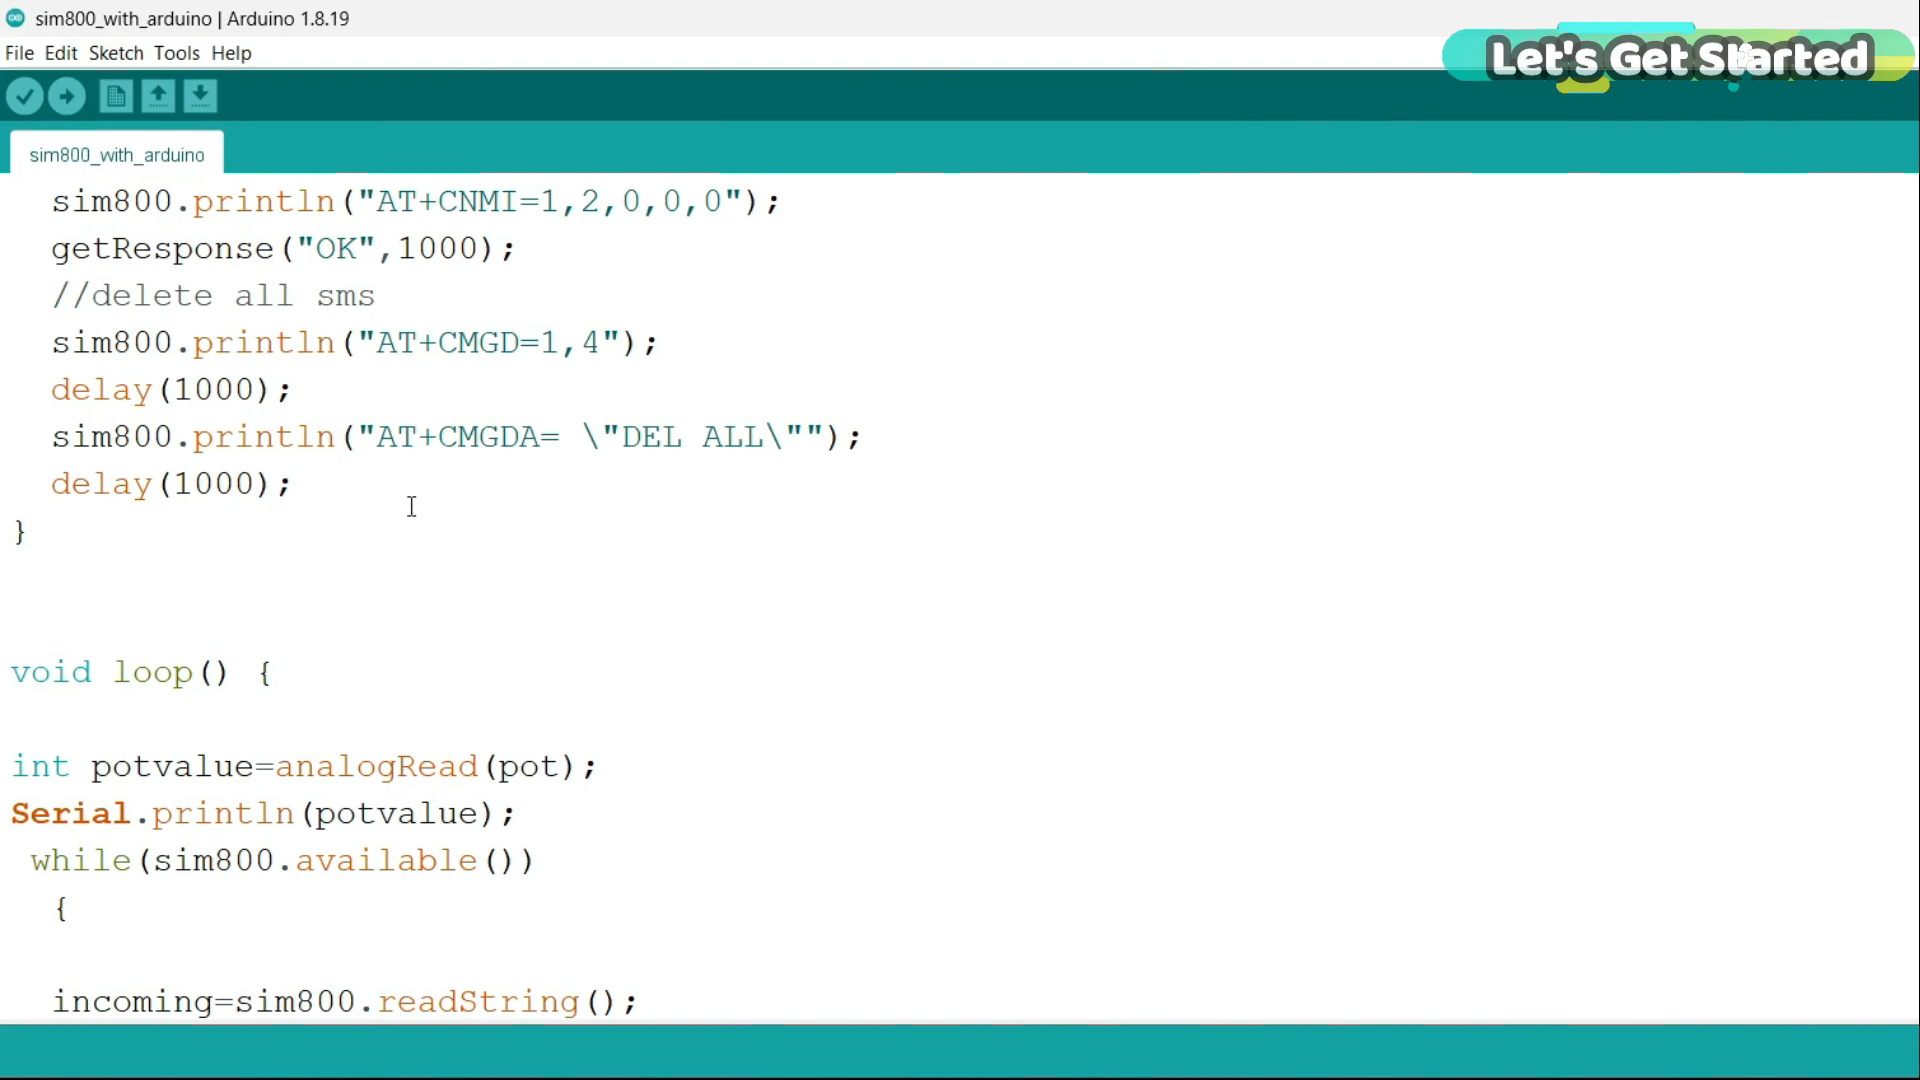 sim800_with_arduino | Arduino 1.8.19
File Edit Sketch Tools Help
Let's Get Started
sim800_with_arduino
sim800.println("AT+CNMI=1,2,0,0,0");
getResponse("OK",1000);
//delete all sms
sim800.println("AT+CMGD=1,4");
delay(1000);
sim800.println("AT+CMGDA= \"DEL ALL\"");
delay(1000);
}
void loop() {
int potvalue=analogRead(pot);
Serial.println(potvalue);
while(sim800.available())
{
incoming=sim800.readString();